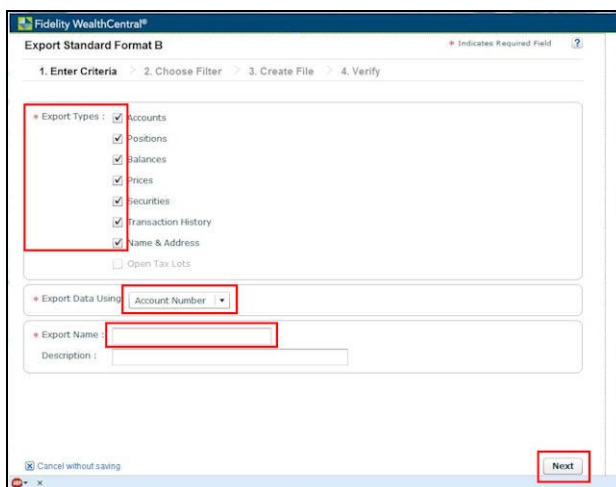 Fidelity WealthCentral®
Export Standard Format B
* Indicates Required Field ?
1. Enter Criteria > 2. Choose Filter > 3. Create File > 4. Verify
* Export Types : Accounts
Positions
Balances
Prices
Securities
Transaction History
Name & Address
Open Tax Lots
* Export Data Using Account Number
* Export Name :
Description :
Cancel without saving
Next
ABP